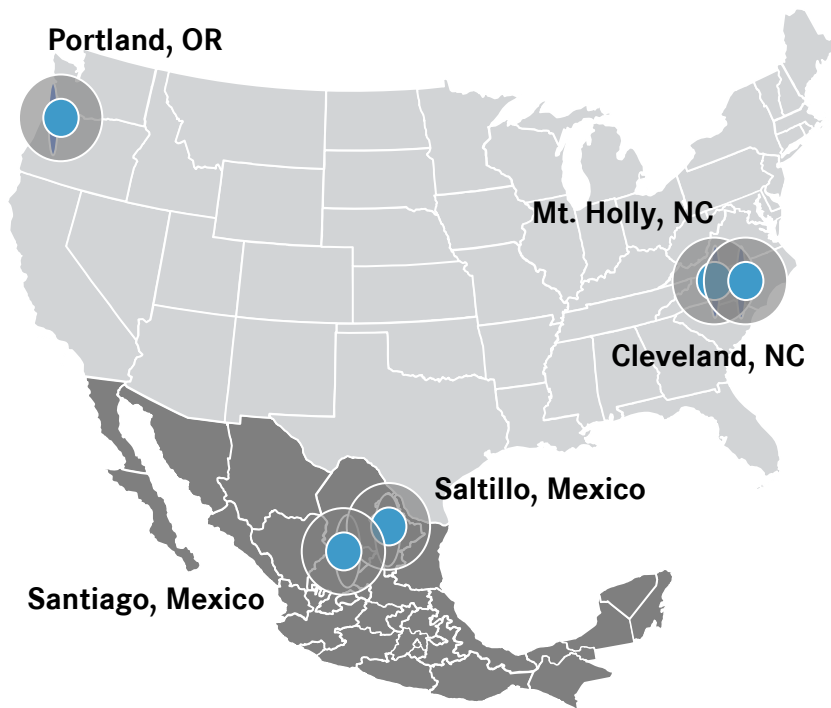 Portland, OR
Mt. Holly, NC
Cleveland, NC
Saltillo, Mexico
Santiago, Mexico